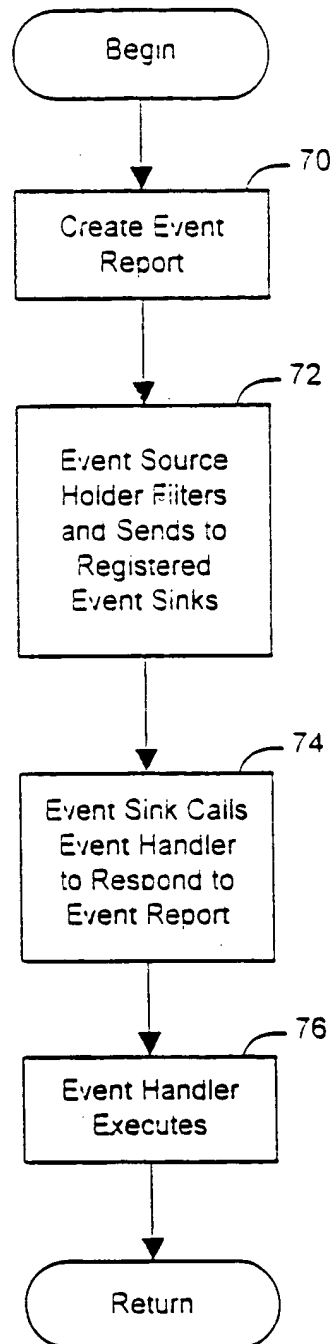 Begin
70
Create Event
Report
72
Event Source
Holder Filters
and Sends to
Registered
Event Sinks
74
Event Sink Calls
Event Handler
to Respond to
Event Report
76
Event Handler
Executes
Return